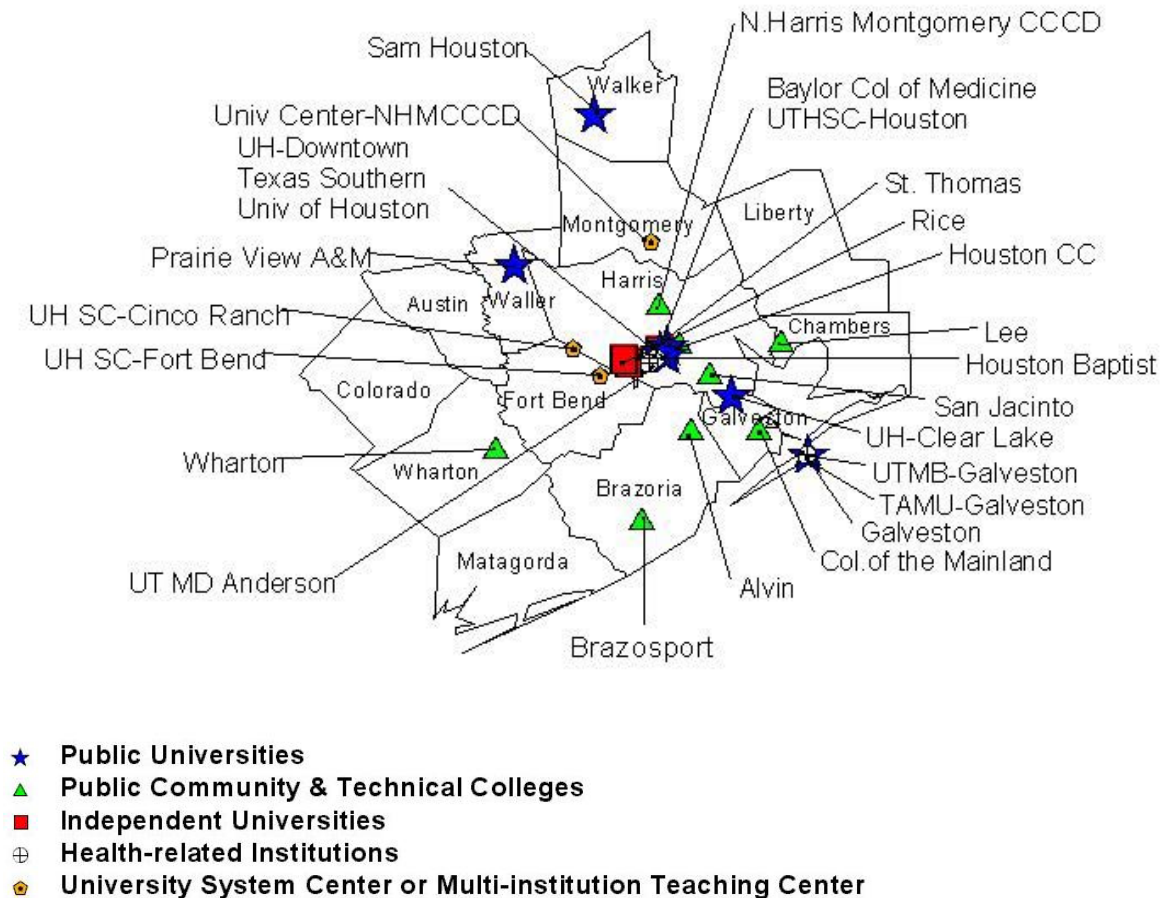 N.Harris Montgomery CCCD
Sam Houston
Walker
Baylor Col of Medicine
UTHSC-Houston
Univ Center-NHMCCCD
UH-Downtown
Texas Southern
Univ of Houston
St. Thomas
Liberty
Rice
Montgomery
Houston CC
Prairie View A&M
Harris
Austin
Waller
UH SC-Cinco Ranch
Chambers
Lee
UH SC-Fort Bend
Houston Baptist
Colorado
Fort Bend
San Jacinto
Galveston
UH-Clear Lake
Wharton
Wharton
UTMB-Galveston
Brazoria
TAMU-Galveston
Galveston
Col.of the Mainland
Matagorda
UT MD Anderson
Alvin
Brazosport
Public Universities
Public Community & Technical Colleges
Independent Universities
Health-related Institutions
University System Center or Multi-institution Teaching Center